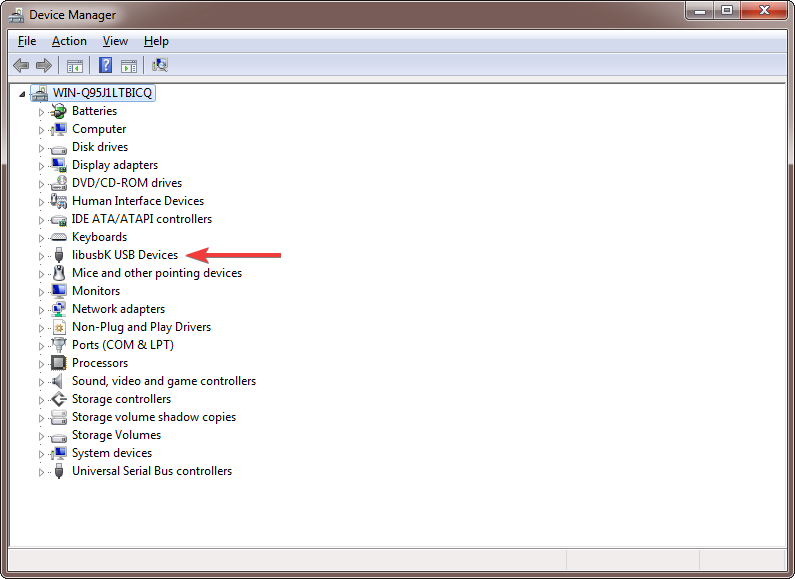 Device Manager
File Action View Help
WIN-Q95J1LTBICQ
Batteries
Computer
Disk drives
Display adapters
DVD/CD-ROM drives
Human Interface Devices
IDE ATA/ATAPI controllers
Keyboards
libusbK USB Devices
Mice and other pointing devices
Monitors
Network adapters
Non-Plug and Play Drivers
Ports (COM & LPT)
Processors
Sound, video and game controllers
Storage controllers
Storage volume shadow copies
Storage Volumes
System devices
Universal Serial Bus controllers